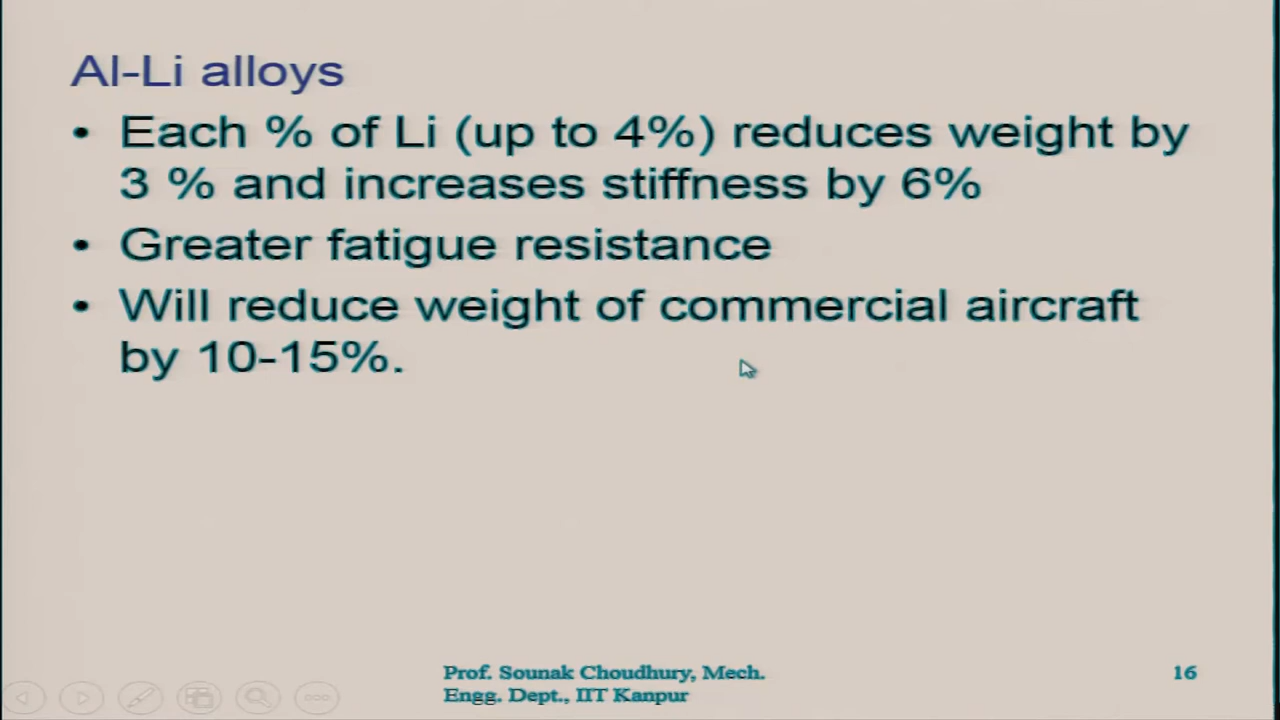 Al-Li alloys
• Each % of Li (up to 4%) reduces weight by
3 % and increases stiffness by 6%
• Greater fatigue resistance
• Will reduce weight of commercial aircraft
by 10-15%.
Prof. Sounak Choudhury, Mech.
Engg. Dept., IIT Kanpur
16